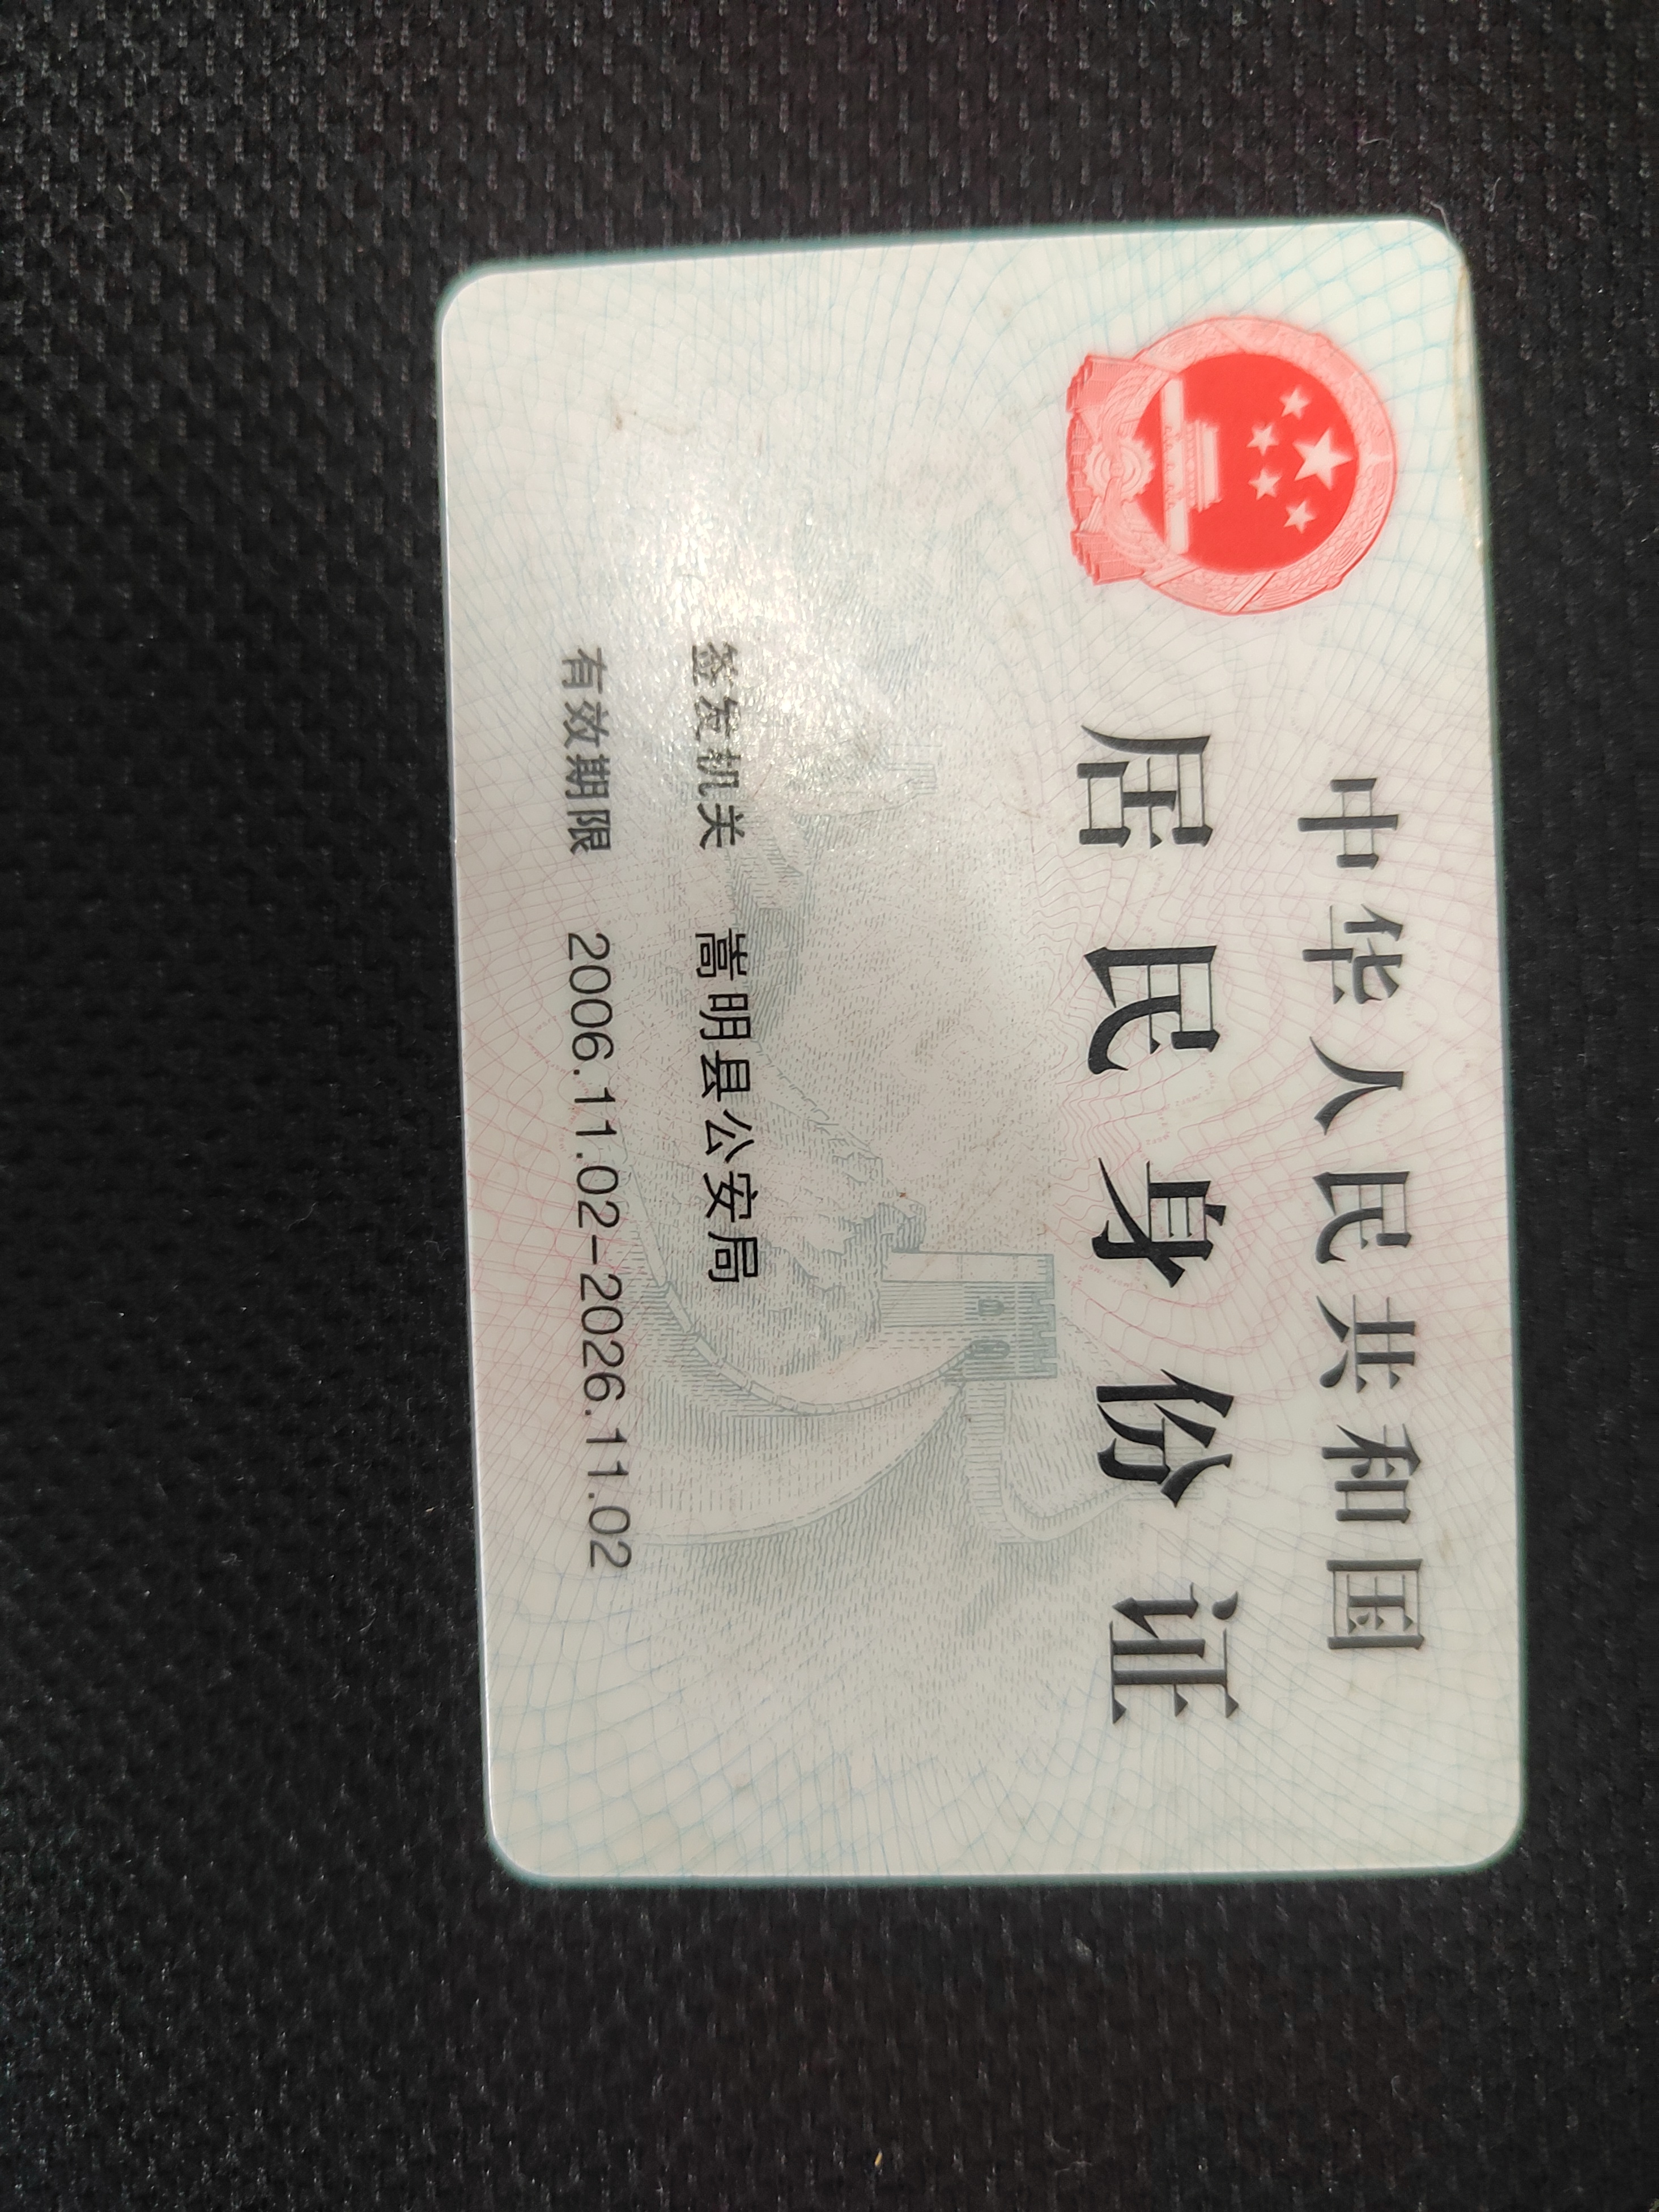 中华人民共和国
居民身份证
签发机关 嵩明县公安局
有效期限 2006.11.02-2026.11.02